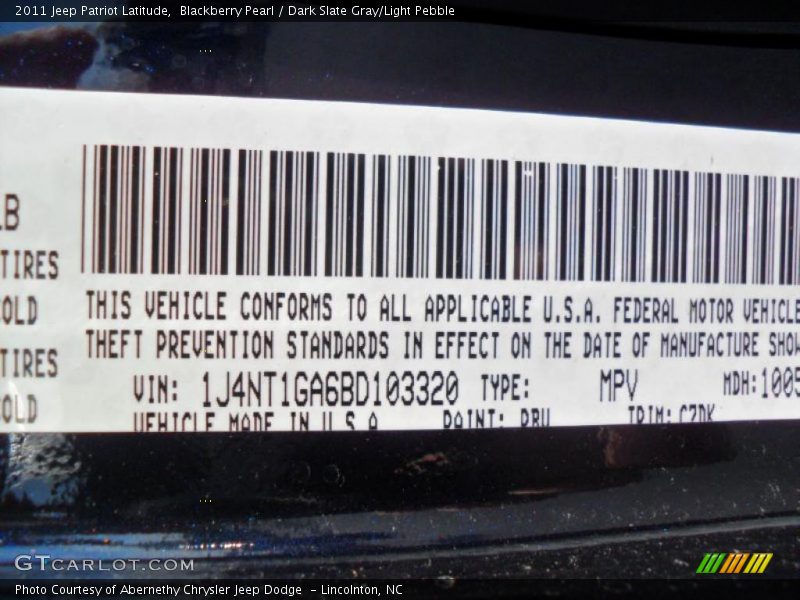 2011 Jeep Patriot Latitude, Blackberry Pearl / Dark Slate Gray/Light Pebble
LB
TIRES
COLD
TIRES
COLD
THIS VEHICLE CONFORMS TO ALL APPLICABLE U.S.A. FEDERAL MOTOR VEHICLE
THEFT PREVENTION STANDARDS IN EFFECT ON THE DATE OF MANUFACTURE SHOW
VIN: 1J4NT1GA6BD103320 TYPE: MPV MDH: 1005
VEHICLE MADE IN U.S.A. PAINT: PBU TRIM: C7DK
GTCARLOT.COM
Photo Courtesy of Abernethy Chrysler Jeep Dodge - Lincolnton, NC